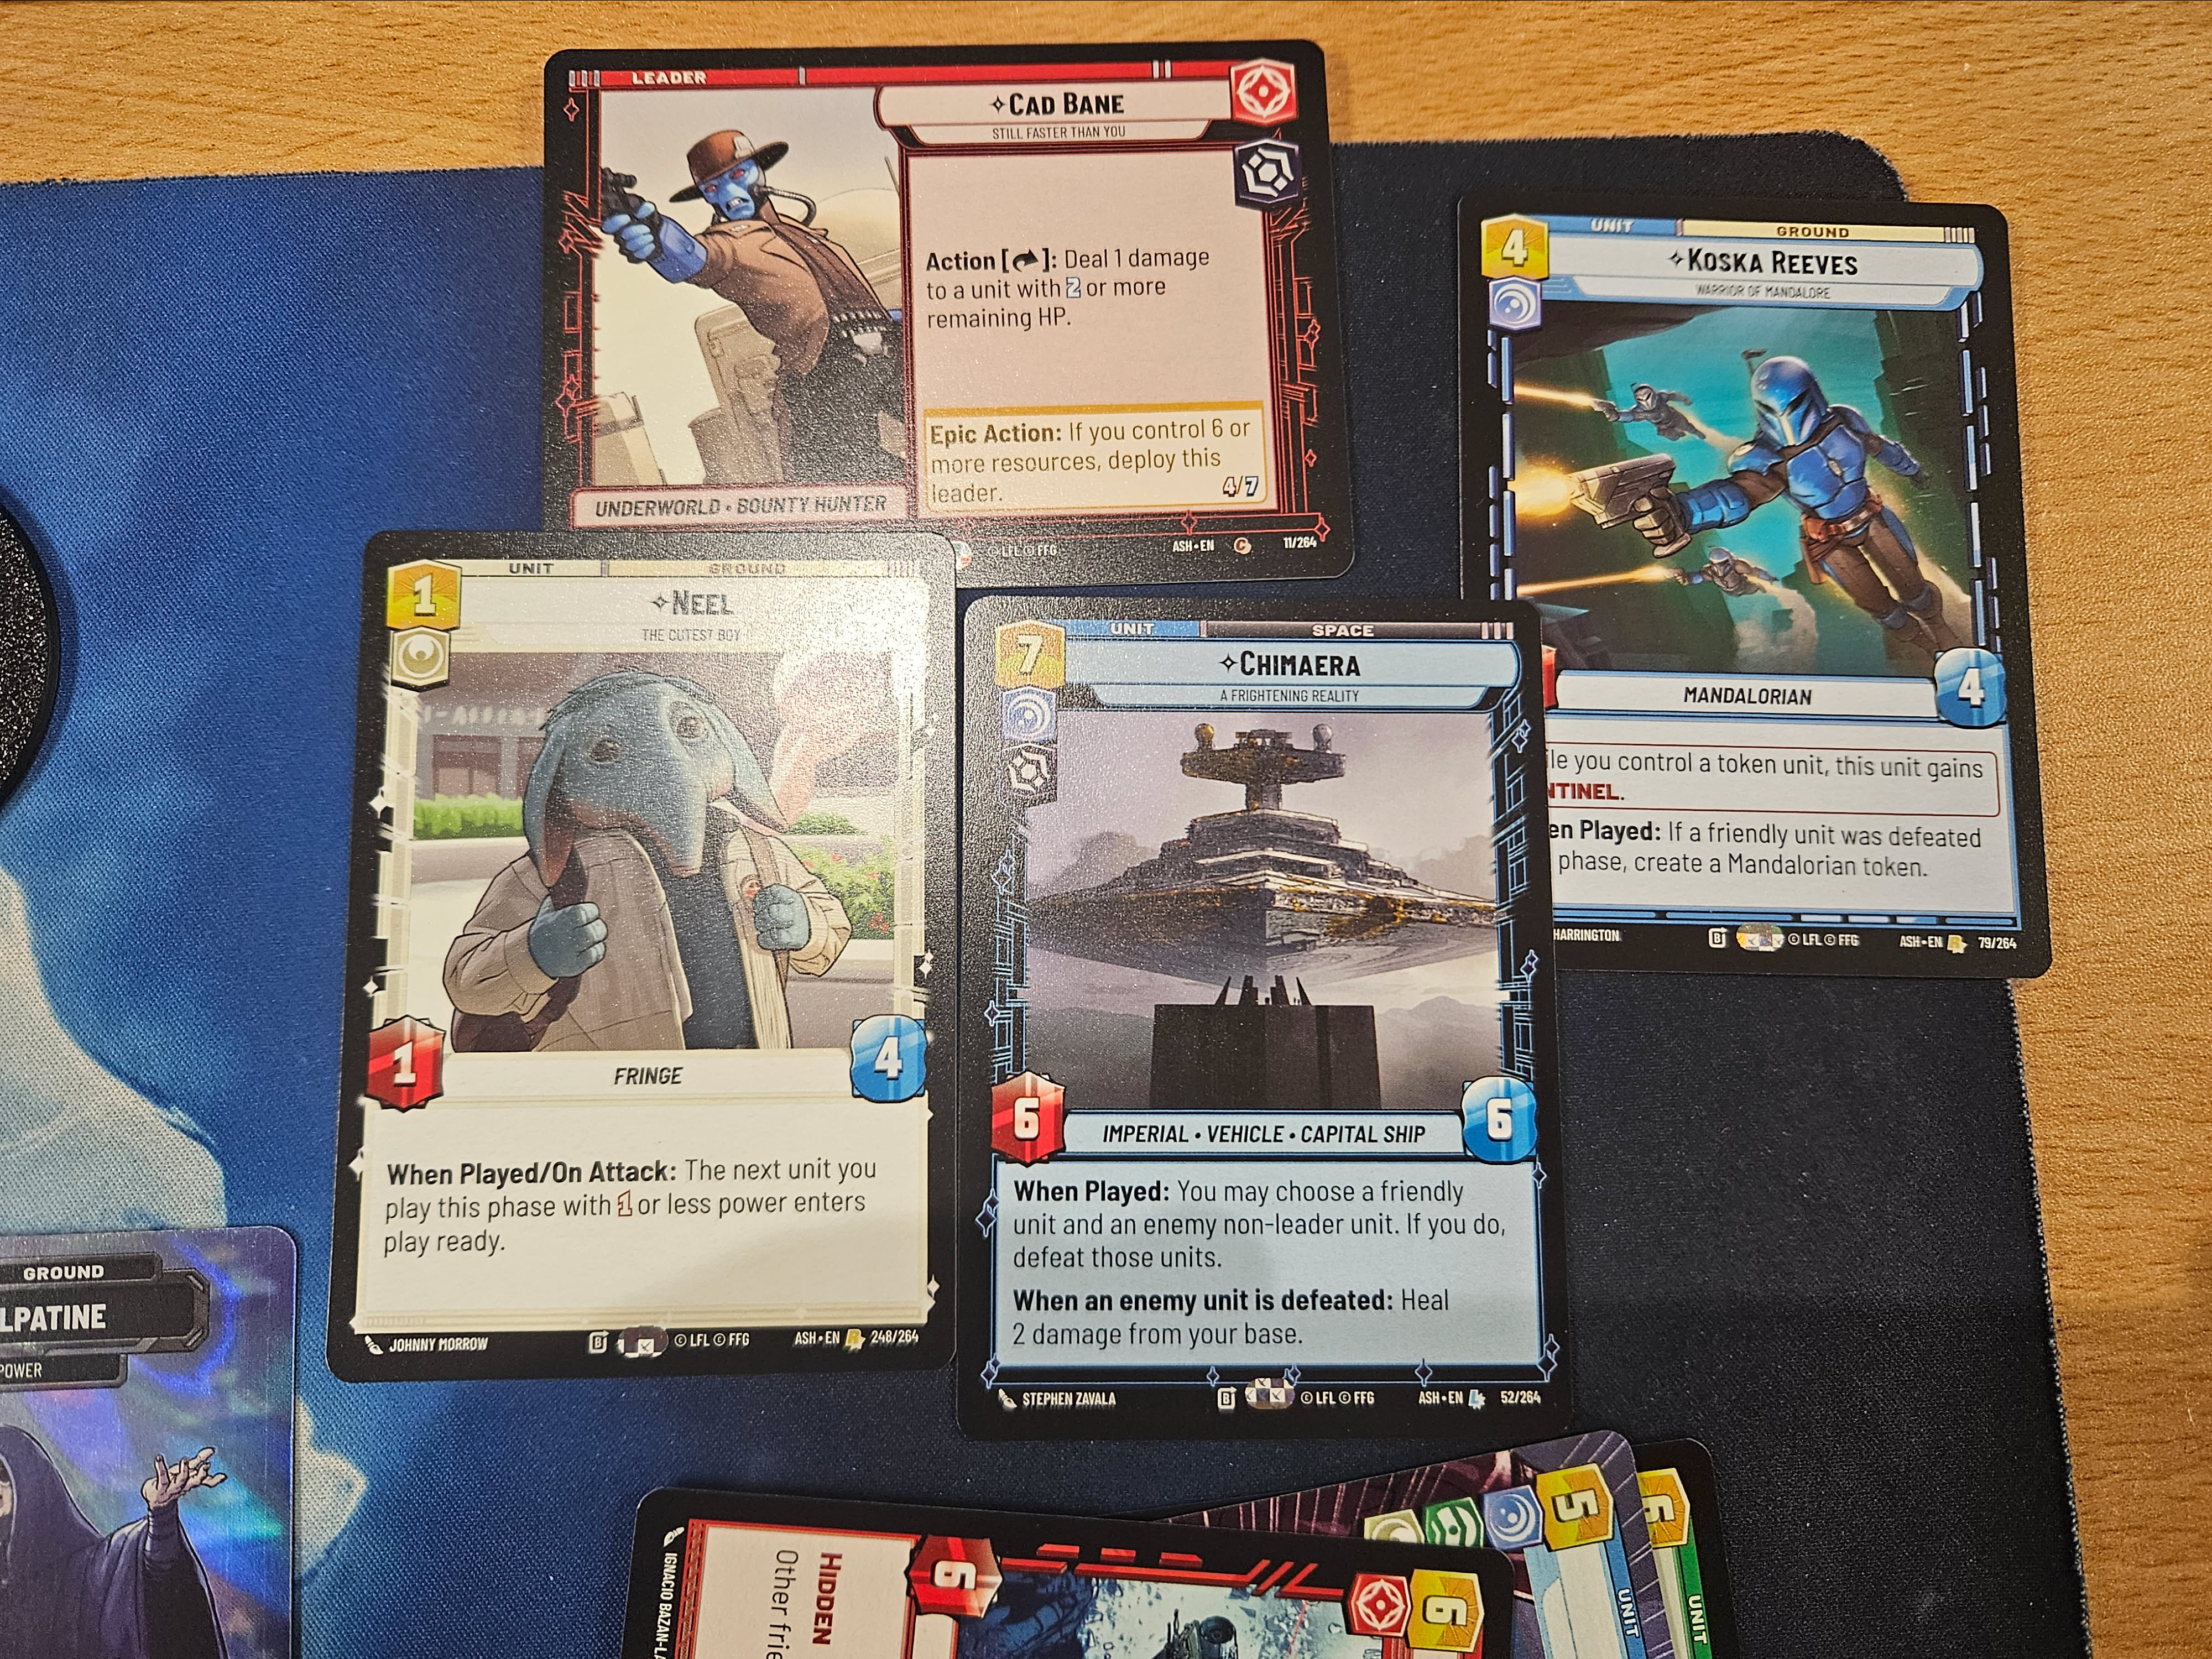 LEADER
CAD BANE
STILL FASTER THAN YOU
Action [ ]: Deal 1 damage
to a unit with 2 or more
remaining HP.
Epic Action: If you control 6 or
more resources, deploy this
leader.
4/7
UNDERWORLD • BOUNTY HUNTER
© LFL © FFG
ASH•EN C 11/264
4
UNIT GROUND
KOSKA REEVES
WARRIOR OF MANDALORE
MANDALORIAN
4
le you control a token unit, this unit gains
NTINEL.
en Played: If a friendly unit was defeated
phase, create a Mandalorian token.
HARRINGTON
B © LFL © FFG
ASH•EN R 79/264
1
UNIT GROUND
NEEL
THE CUTEST BOY
1
FRINGE
4
When Played/On Attack: The next unit you
play this phase with 1 or less power enters
play ready.
JOHNNY MORROW
B © LFL © FFG
ASH•EN R 248/264
7
UNIT SPACE
CHIMAERA
A FRIGHTENING REALITY
6
IMPERIAL • VEHICLE • CAPITAL SHIP
6
When Played: You may choose a friendly
unit and an enemy non-leader unit. If you do,
defeat those units.
When an enemy unit is defeated: Heal
2 damage from your base.
STEPHEN ZAVALA
B © LFL © FFG
ASH•EN L 52/264
GROUND
LPATINE
POWER
IGNACIO BAZAN-LA
HIDDEN
Other frie
6
6
5
UNIT
6
UNIT